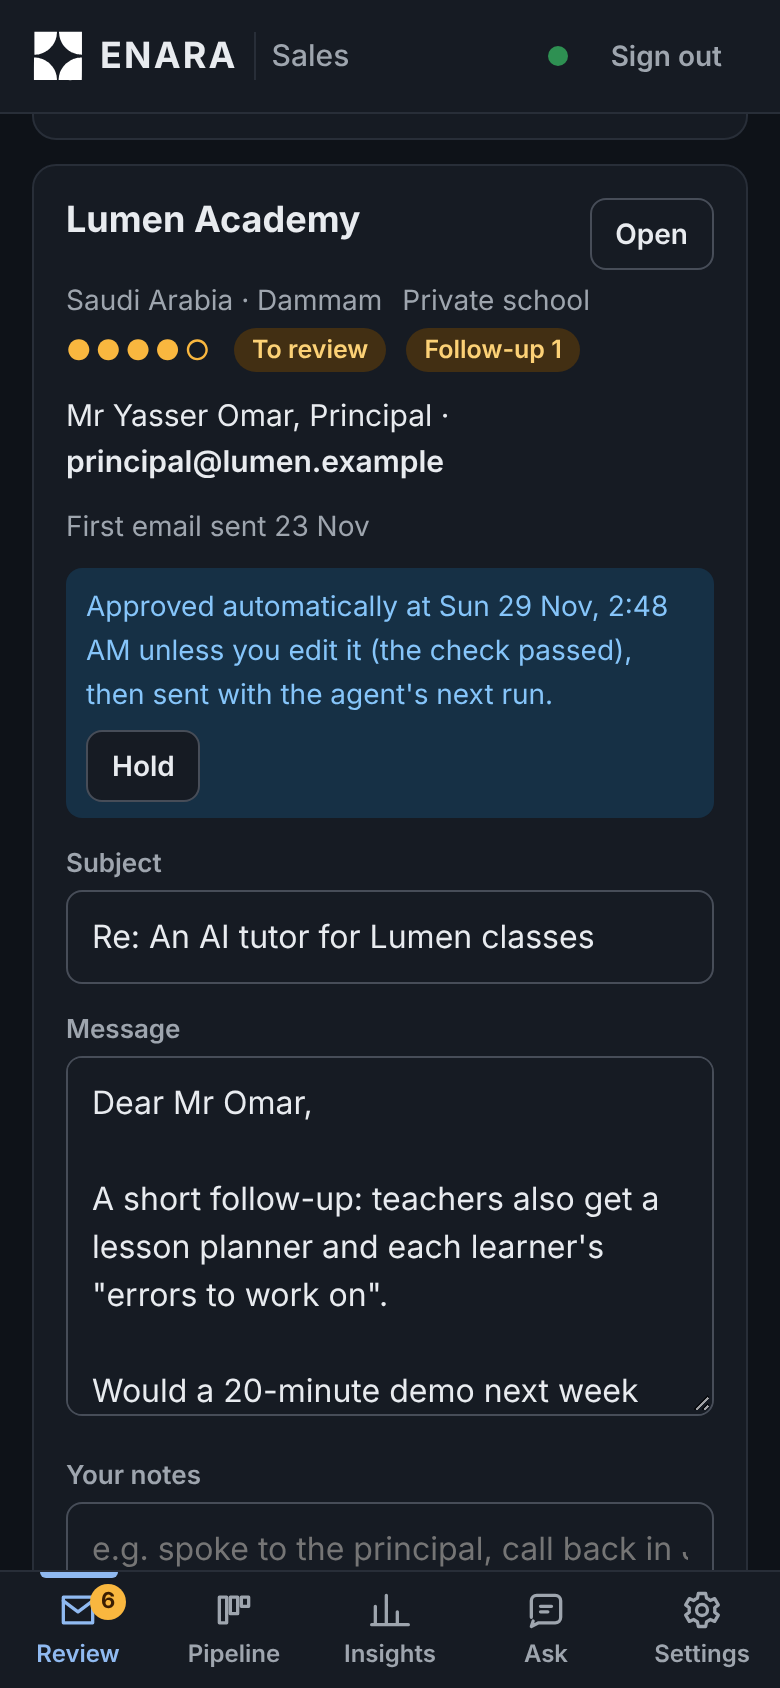 ENARA Sales Sign out
Lumen Academy
Open
Saudi Arabia · Dammam Private school
To review Follow-up 1
Mr Yasser Omar, Principal ·
principal@lumen.example
First email sent 23 Nov
Approved automatically at Sun 29 Nov, 2:48
AM unless you edit it (the check passed),
then sent with the agent's next run.
Hold
Subject
Re: An AI tutor for Lumen classes
Message
Dear Mr Omar,
A short follow-up: teachers also get a
lesson planner and each learner's
"errors to work on".
Would a 20-minute demo next week
Your notes
e.g. spoke to the principal, call back in
6
Review Pipeline Insights Ask Settings